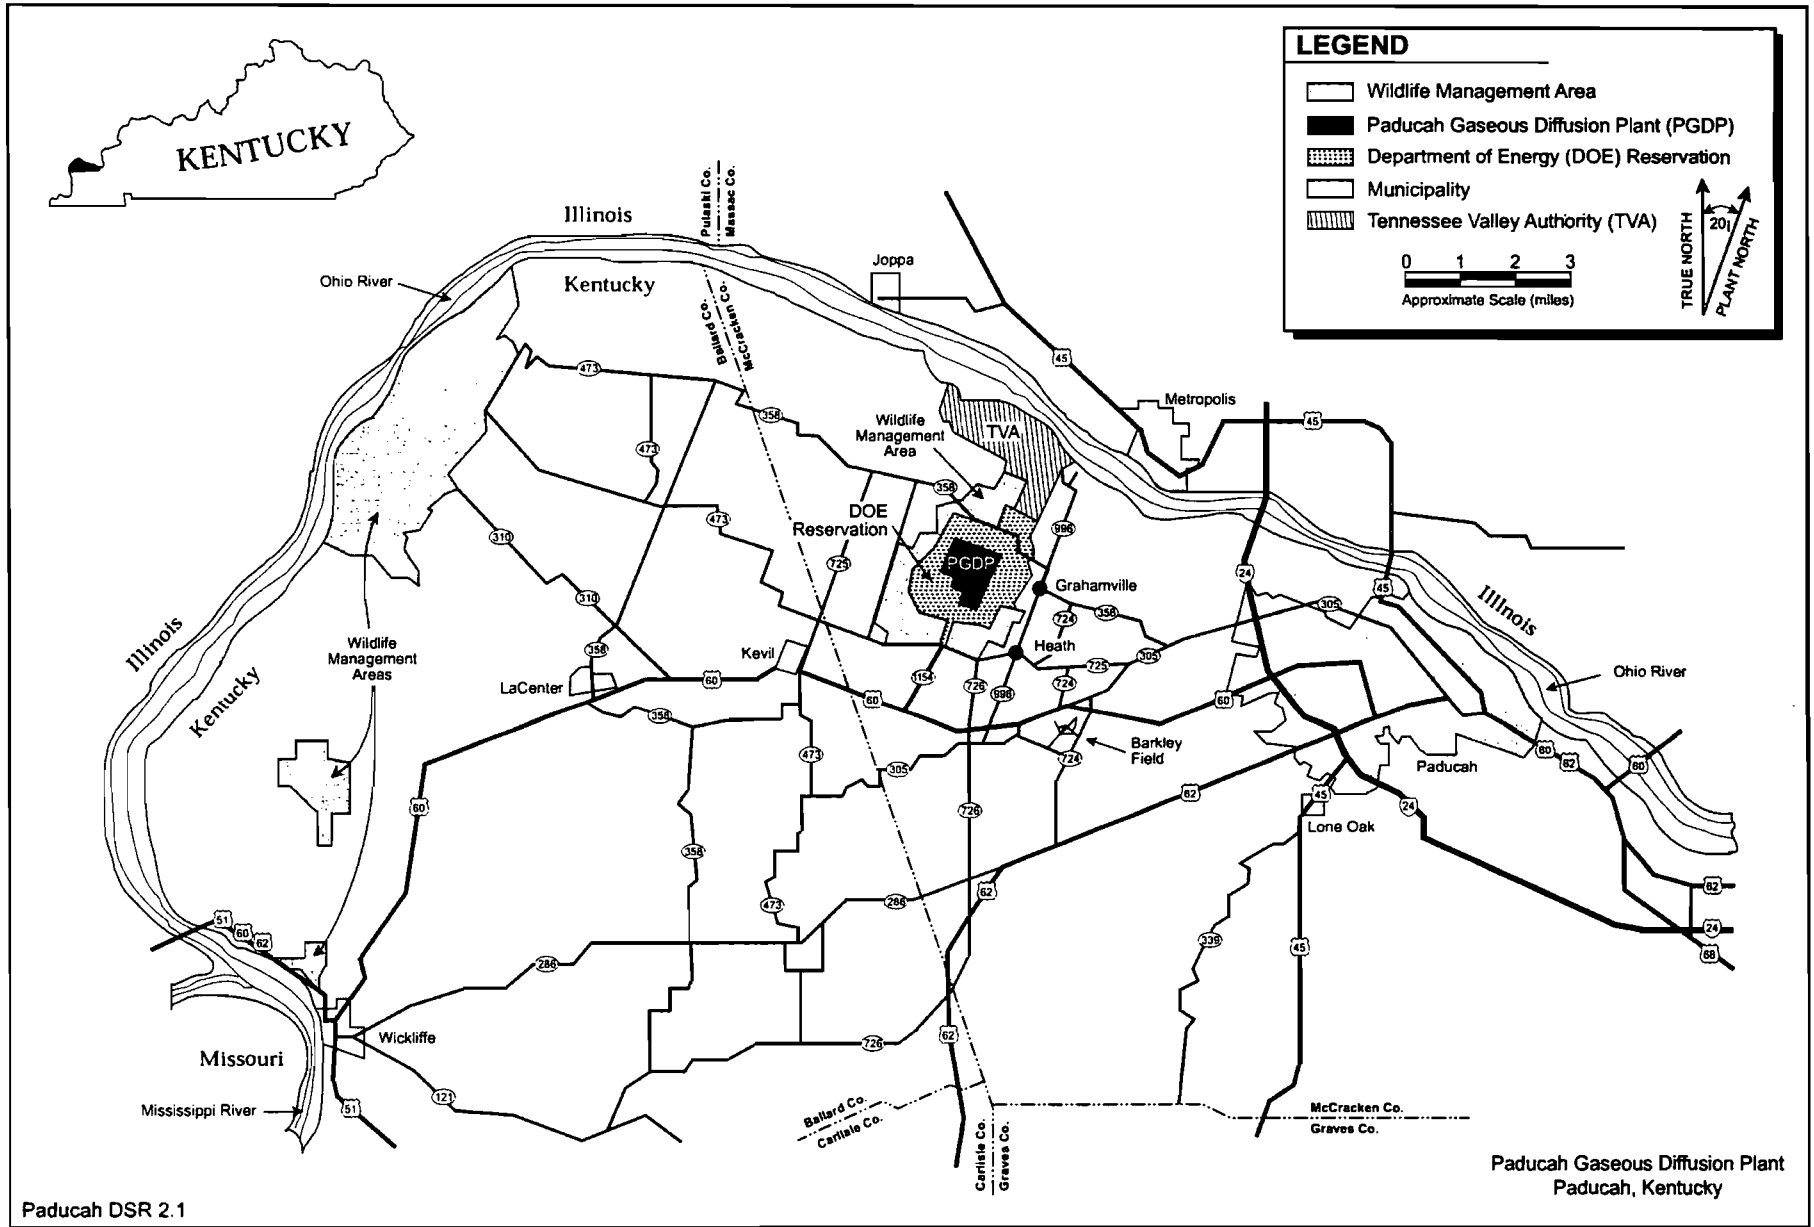 LEGEND
Wildlife Management Area
Paducah Gaseous Diffusion Plant (PGDP)
Department of Energy (DOE) Reservation
Municipality
Tennessee Valley Authority (TVA)
0 1 2 3
Approximate Scale (miles)
TRUE NORTH
20
PLANT NORTH
KENTUCKY
Pulaski Co.
Massac Co.
Illinois
Ohio River
Kentucky
Joppa
Ballard Co.
McCracken Co.
45
473
358
Metropolis
45
Wildlife
Management
Area
TVA
473
358
473
310
DOE
Reservation
996
725
PGDP
24
45
Grahamville
310
358
724
305
Illinois
Illinois
Kentucky
Wildlife
Management
Areas
358
Kevil
Heath
725
305
LaCenter
60
1154
726
996
724
60
60
Ohio River
358
473
305
Barkley
Field
724
60
62
60
Paducah
60
62
45
24
Lone Oak
726
358
473
286
62
62
51
60
62
286
339
45
24
68
Wickliffe
726
62
Missouri
Mississippi River
121
51
Ballard Co.
Carlisle Co.
McCracken Co.
Graves Co.
Carlisle Co.
Graves Co.
Paducah Gaseous Diffusion Plant
Paducah, Kentucky
Paducah DSR 2.1